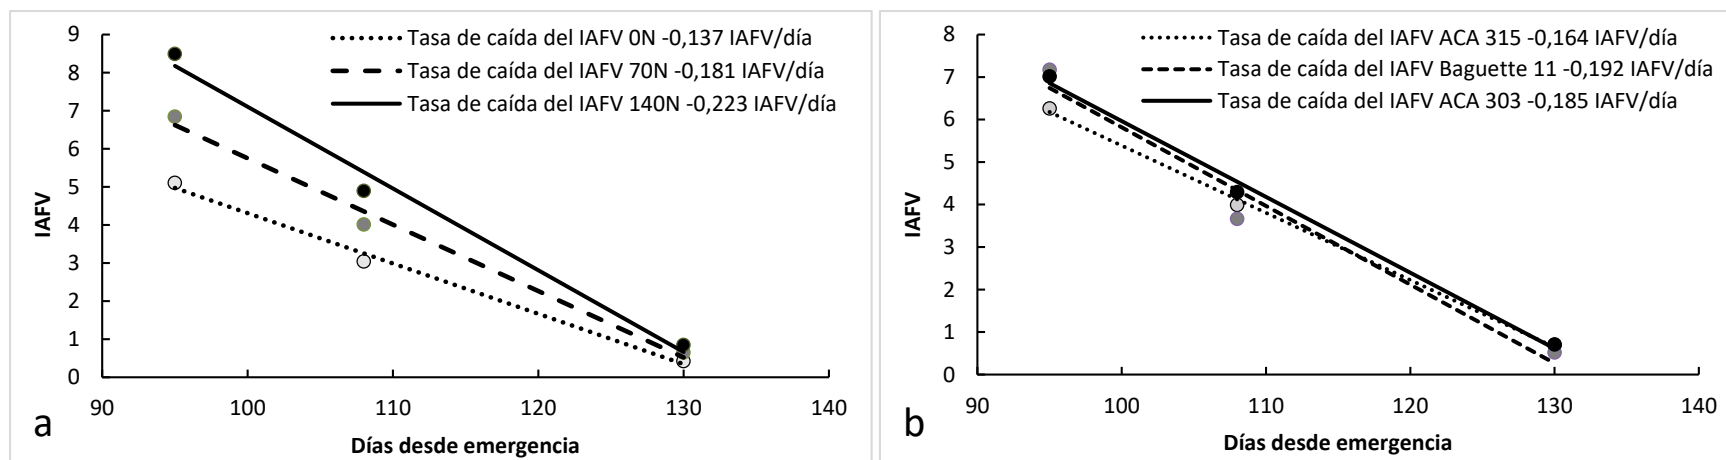 9
8
7
6
5
4
3
2
1
0
IAFV
Tasa de caída del IAFV 0N -0,137 IAFV/día
Tasa de caída del IAFV 70N -0,181 IAFV/día
Tasa de caída del IAFV 140N -0,223 IAFV/día
90 100 110 120 130 140
Días desde emergencia
a
8
7
6
5
4
3
2
1
0
IAFV
Tasa de caída del IAFV ACA 315 -0,164 IAFV/día
Tasa de caída del IAFV Baguette 11 -0,192 IAFV/día
Tasa de caída del IAFV ACA 303 -0,185 IAFV/día
90 100 110 120 130 140
Días desde emergencia
b